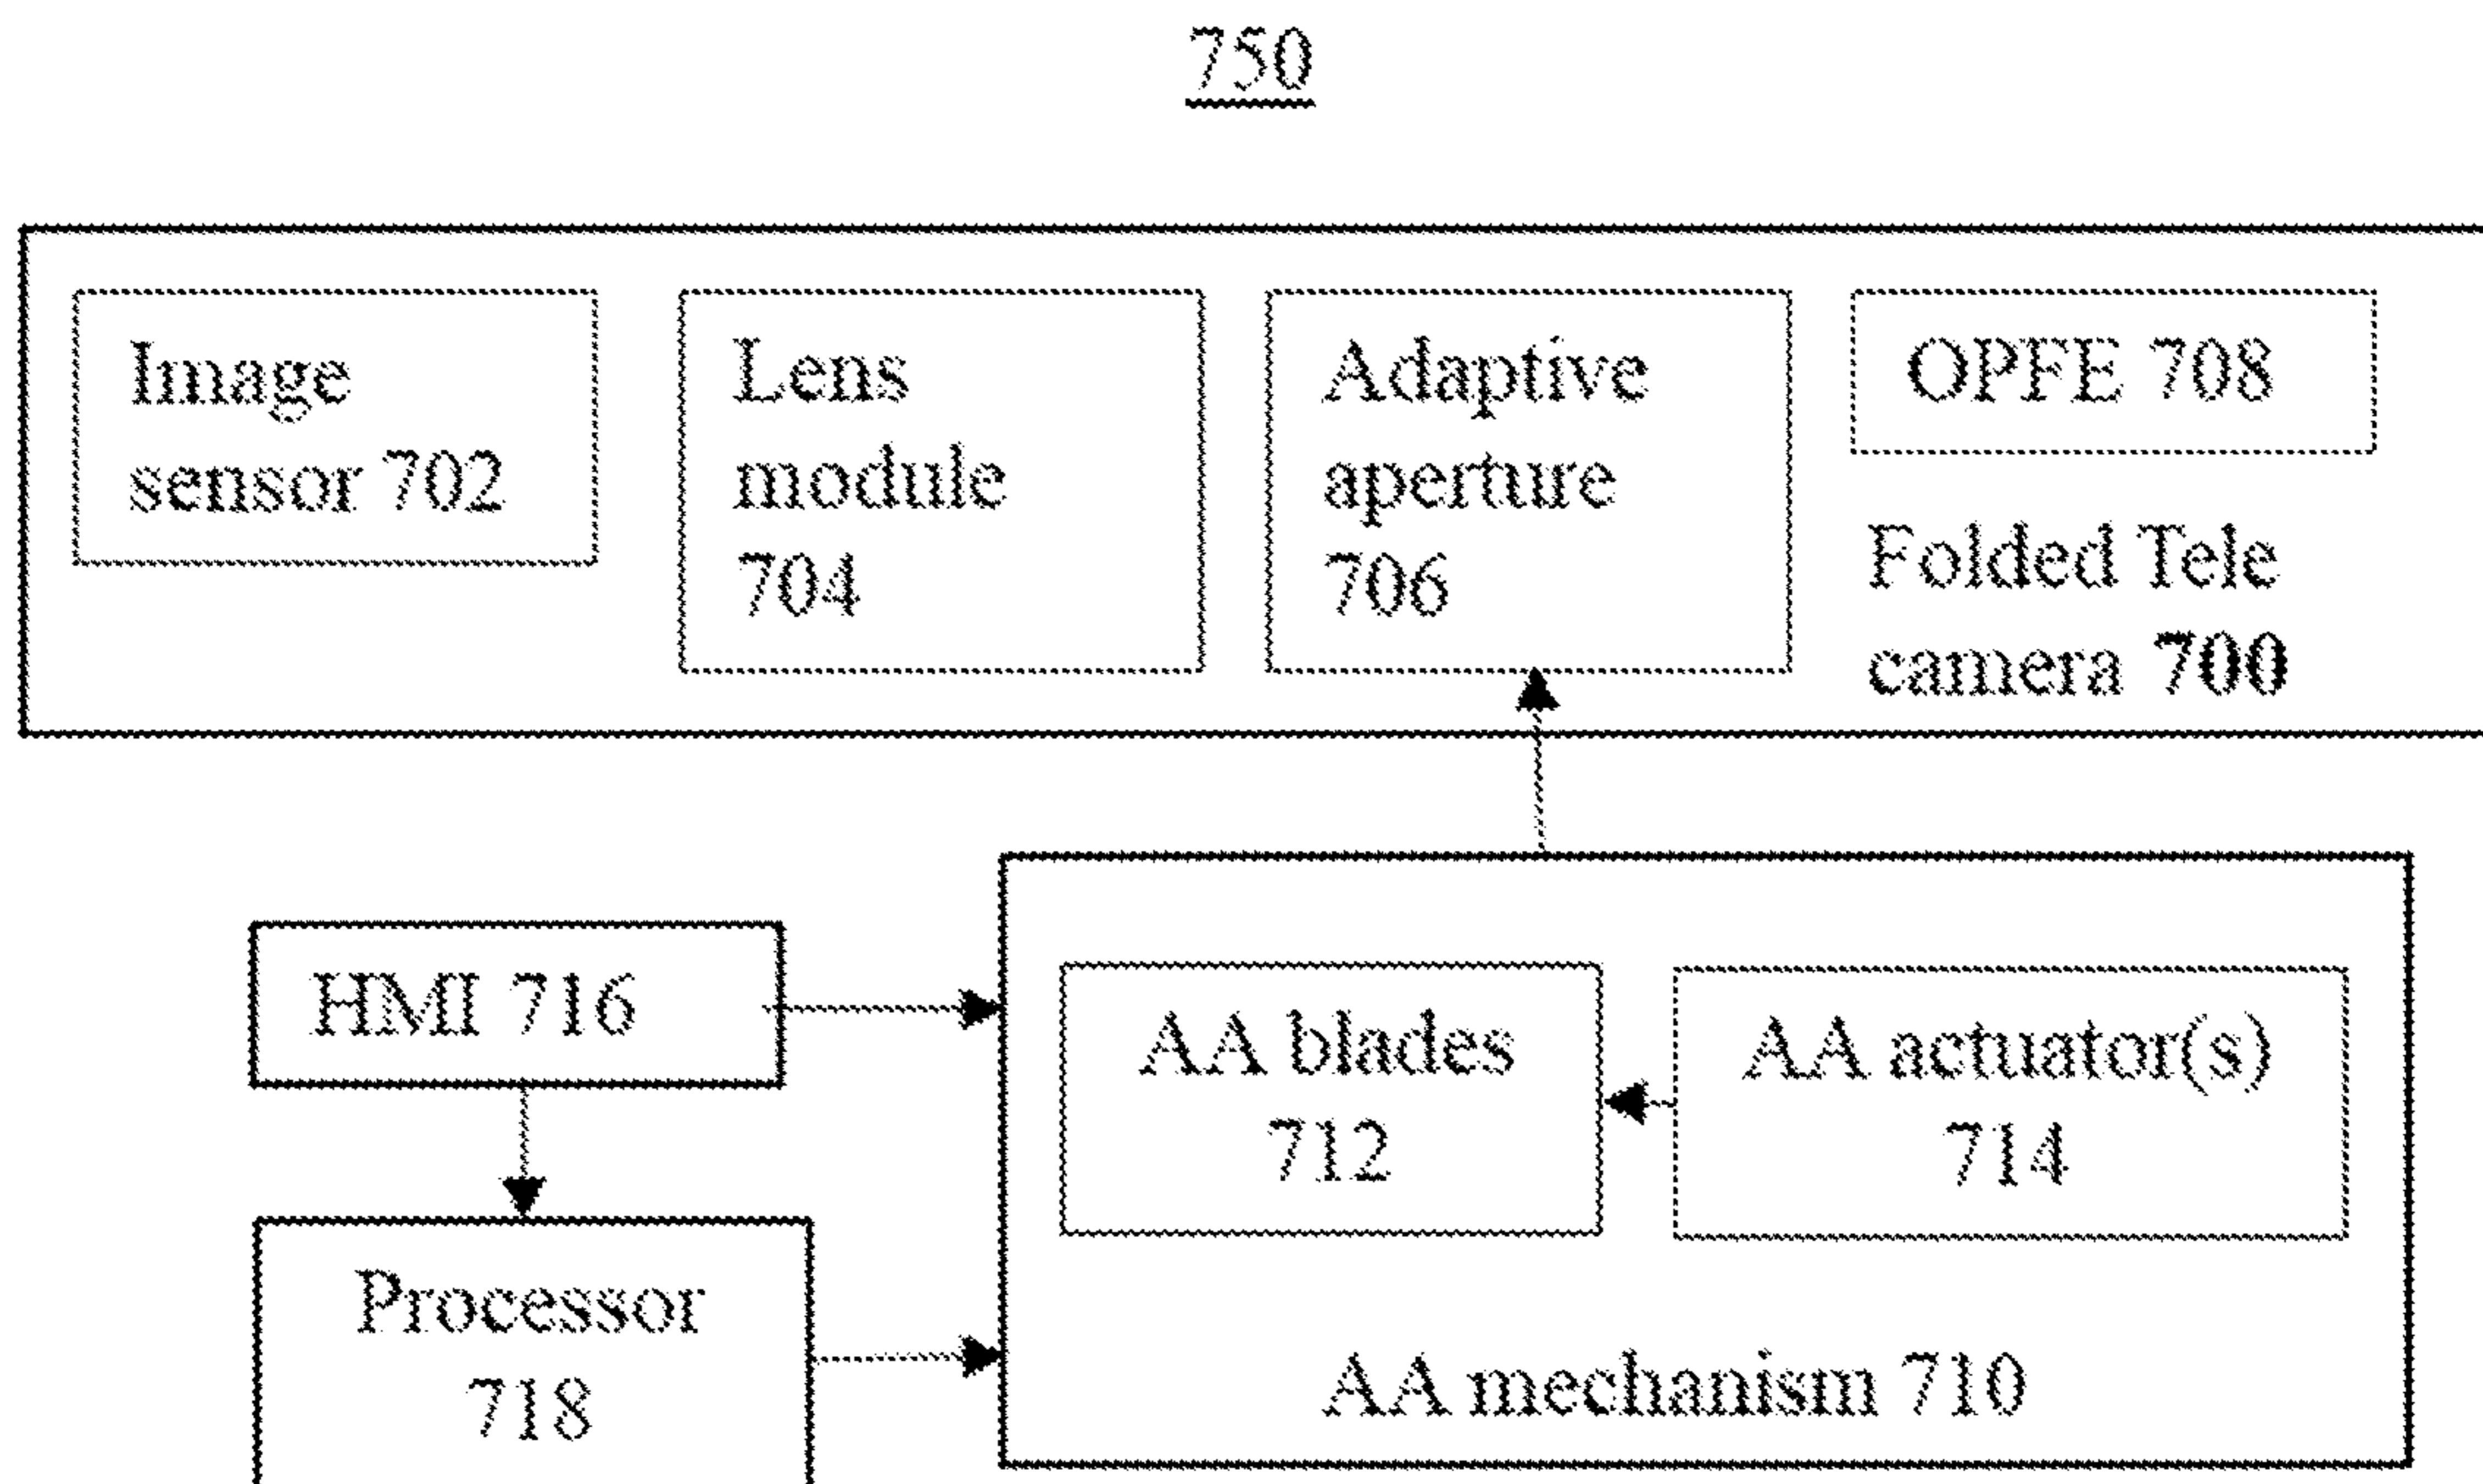 750
Image
sensor 702
Lens
module
704
Adaptive
aperture
706
OPFE 708
Folded Tele
camera 700
HMI 716
AA blades
712
AA actuator(s)
714
Processor
718
AA mechanism 710